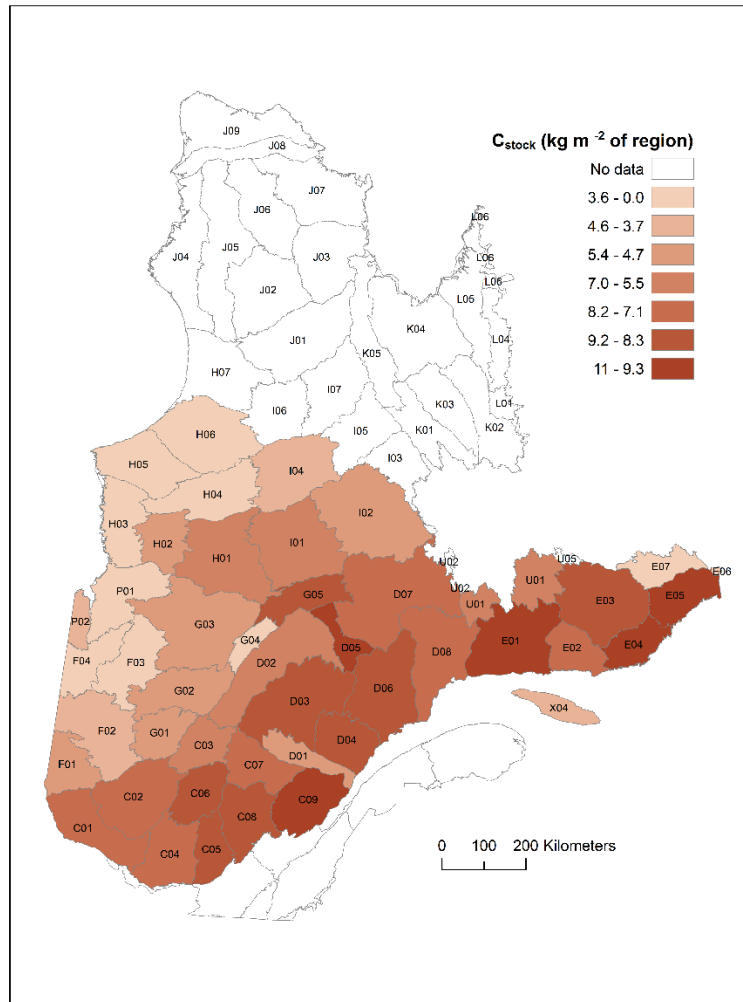 J09
J08
C_stock (kg m⁻² of region)
No data
J07
3.6 - 0.0
J06
4.6 - 3.7
L06
J05
5.4 - 4.7
J04
J03
L06
7.0 - 5.5
L06
J02
L05
8.2 - 7.1
K04
9.2 - 8.3
J01
L04
K05
11 - 9.3
H07
I07
K03
L01
I06
K02
I05
K01
H06
I03
H05
I04
H04
I02
H03
H02
I01
H01
U02
U05
E07
U01
E06
P01
G05
D07
U02
E05
U01
E03
P02
G03
G04
E01
E04
F04
F03
D05
D08
E02
D02
D06
G02
D03
X04
F02
G01
C03
D04
D01
F01
C07
C06
C09
C02
C08
C01
C04
C05
0 100 200 Kilometers